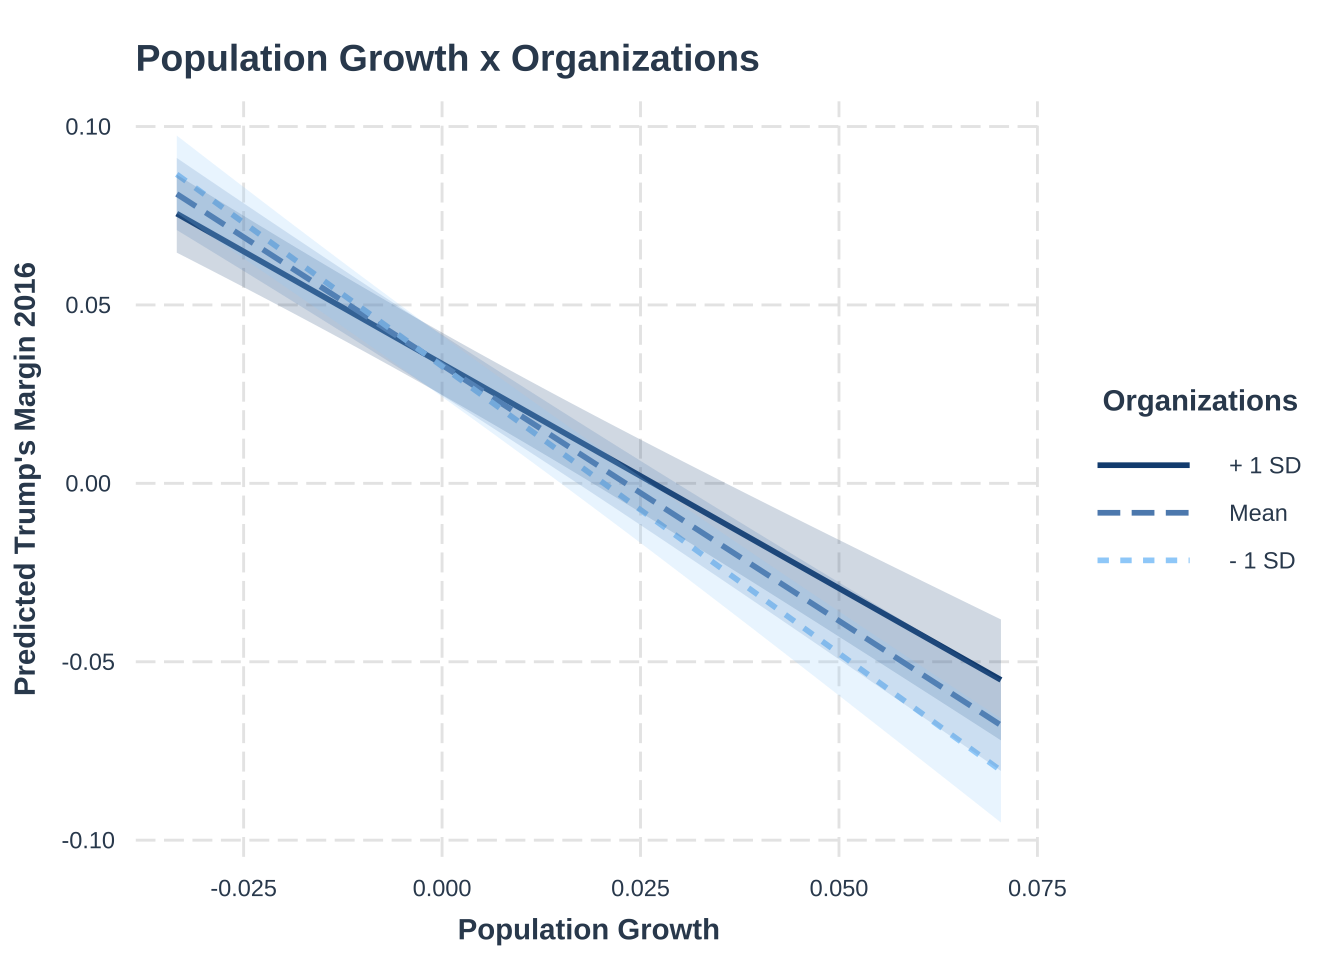 Population Growth x Organizations
Predicted Trump's Margin 2016
0.10
0.05
0.00
-0.05
-0.10
-0.025
0.000
0.025
0.050
0.075
Population Growth
Organizations
+ 1 SD
Mean
- 1 SD